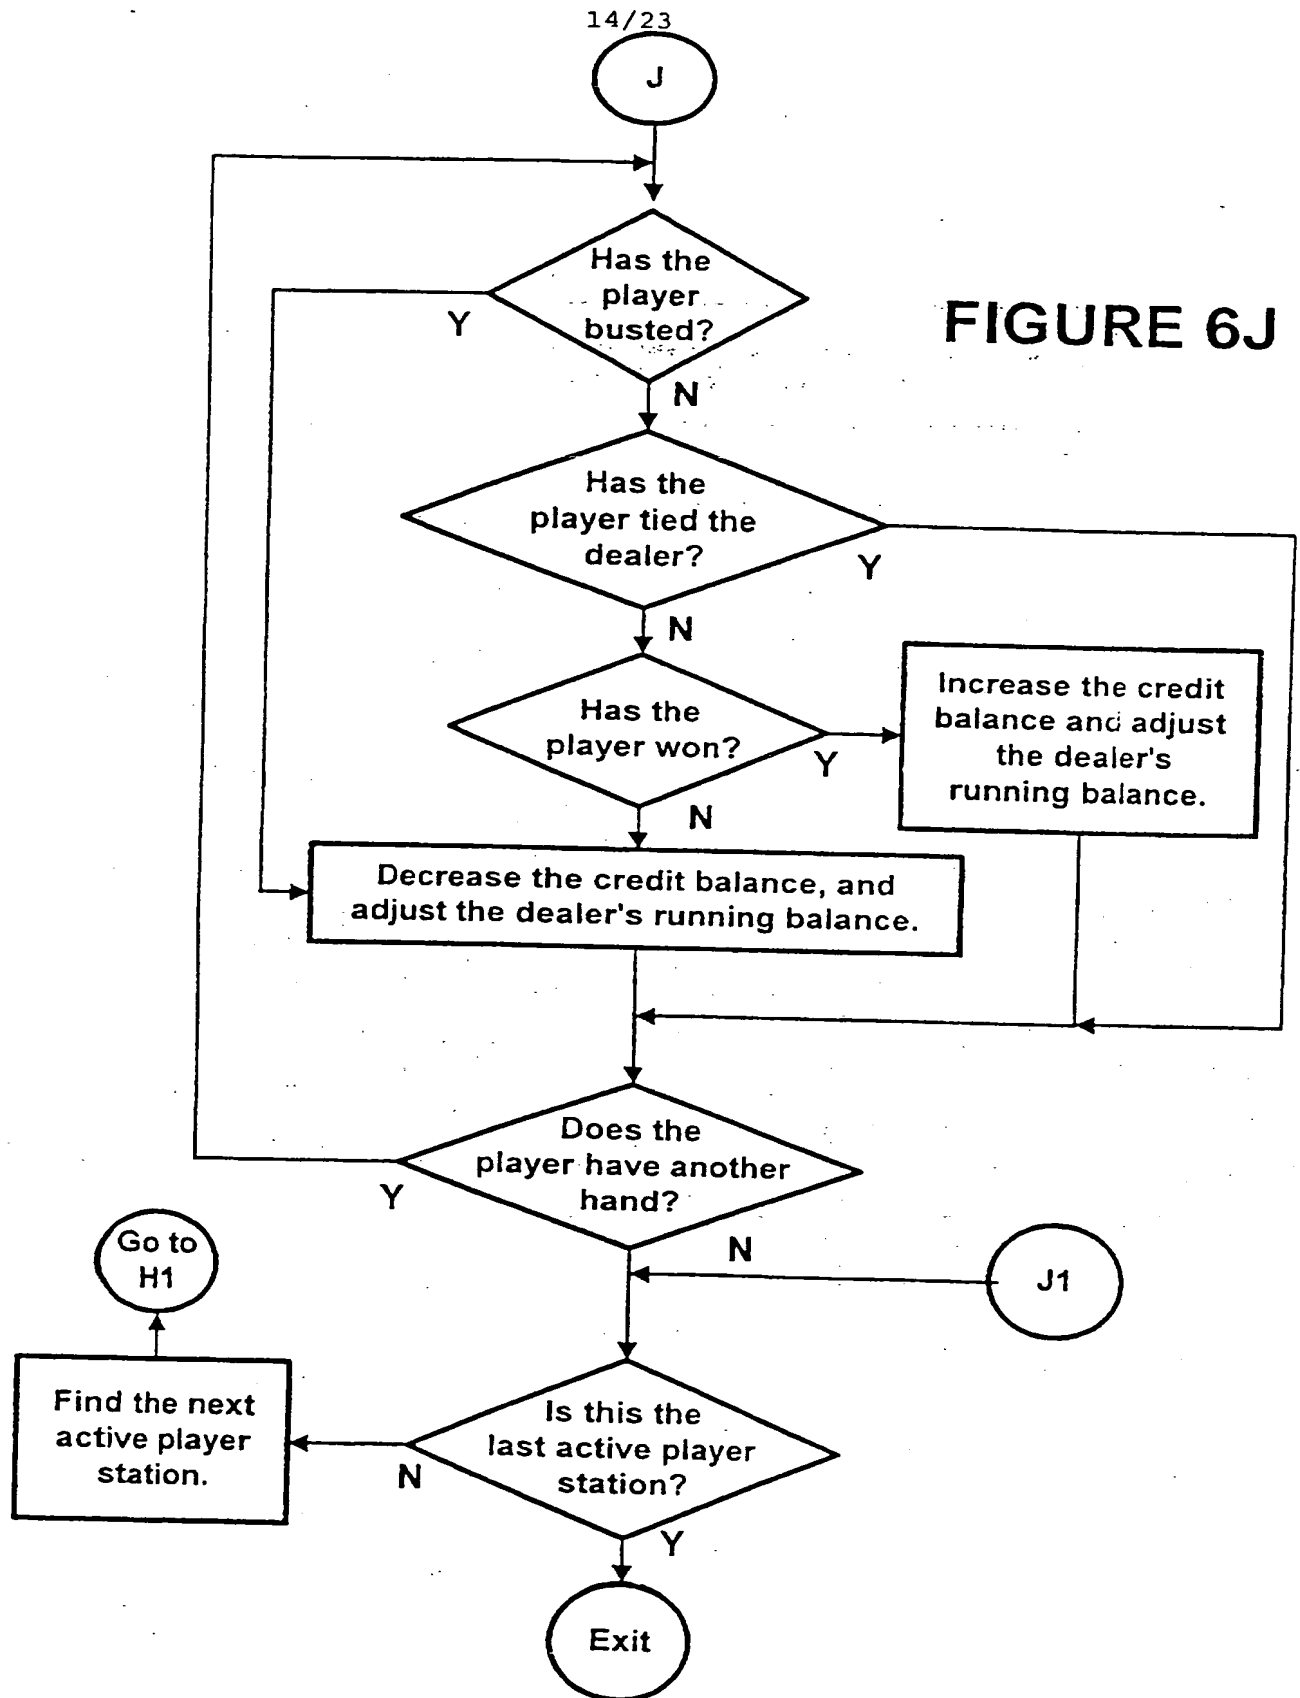 14/23
J
Has the
player
busted?
Y
FIGURE 6J
N
Has the
player tied the
dealer?
Y
N
Has the
player won?
Y
Increase the credit
balance and adjust
the dealer's
running balance.
N
Decrease the credit balance, and
adjust the dealer's running balance.
Does the
player have another
hand?
Y
N
Go to
H1
J1
Find the next
active player
station.
Is this the
last active player
station?
N
Y
Exit